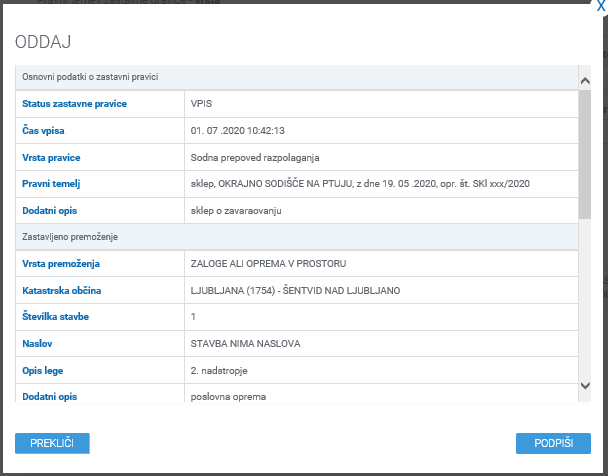 X
ODDAJ
Osnovni podatki o zastavni pravici
Status zastavne pravice VPIS
Čas vpisa 01. 07 .2020 10:42:13
Vrsta pravice Sodna prepoved razpolaganja
Pravni temelj sklep, OKRAJNO SODIŠČE NA PTUJU, z dne 19. 05 .2020, opr. št. SKl xxx/2020
Dodatni opis sklep o zavaraovanju
Zastavljeno premoženje
Vrsta premoženja ZALOGE ALI OPREMA V PROSTORU
Katastrska občina LJUBLJANA (1754) - ŠENTVID NAD LJUBLJANO
Številka stavbe 1
Naslov STAVBA NIMA NASLOVA
Opis lege 2. nadstropje
Dodatni opis poslovna oprema
PREKLIČI PODPIŠI